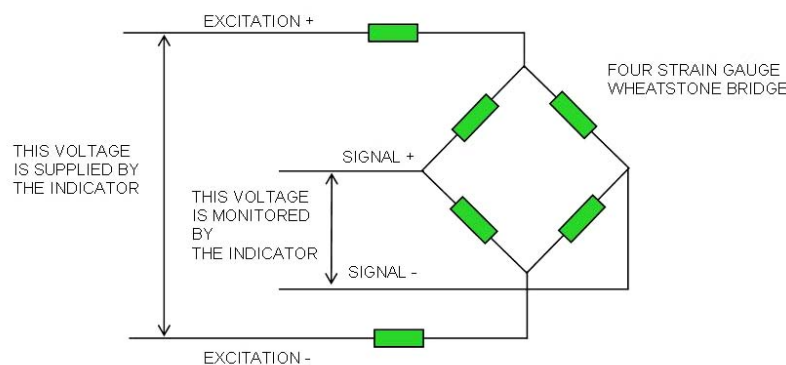 EXCITATION +
FOUR STRAIN GAUGE
WHEATSTONE BRIDGE
THIS VOLTAGE
IS SUPPLIED BY
THE INDICATOR
SIGNAL +
THIS VOLTAGE
IS MONITORED
BY
THE INDICATOR
SIGNAL -
EXCITATION -